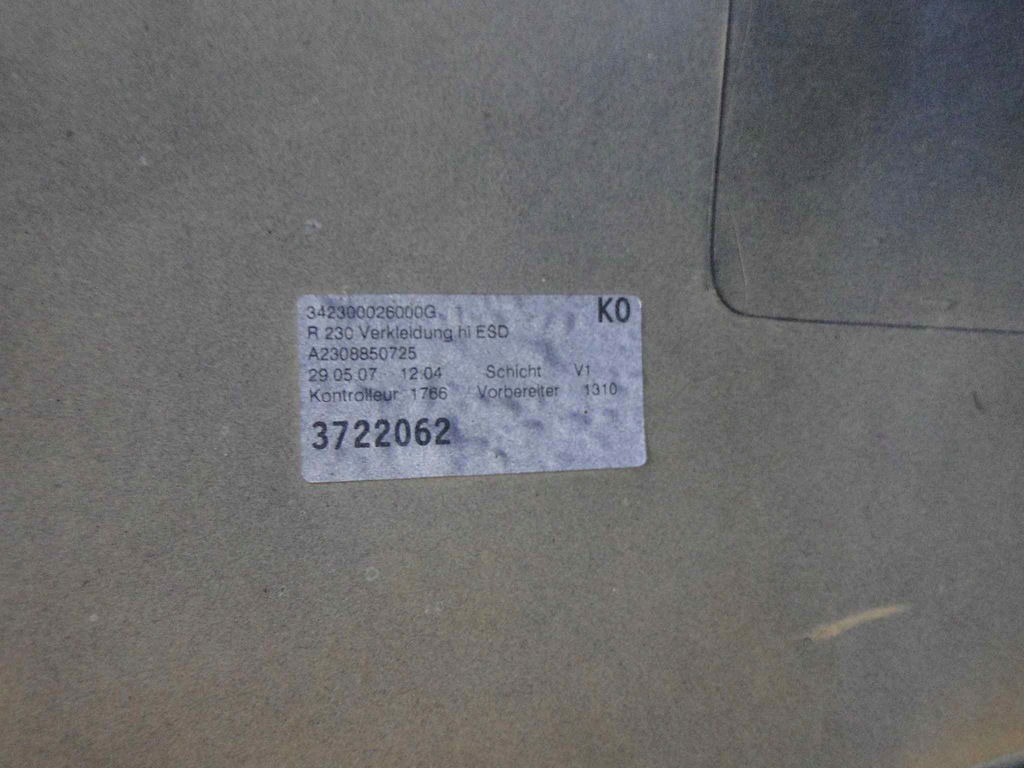 342300026000G 1 KO
R 230 Verkleidung hi ESD
A2308850725
29 05 07 12:04 Schicht V1
Kontrolleur 1766 Vorbereiter 1310
3722062